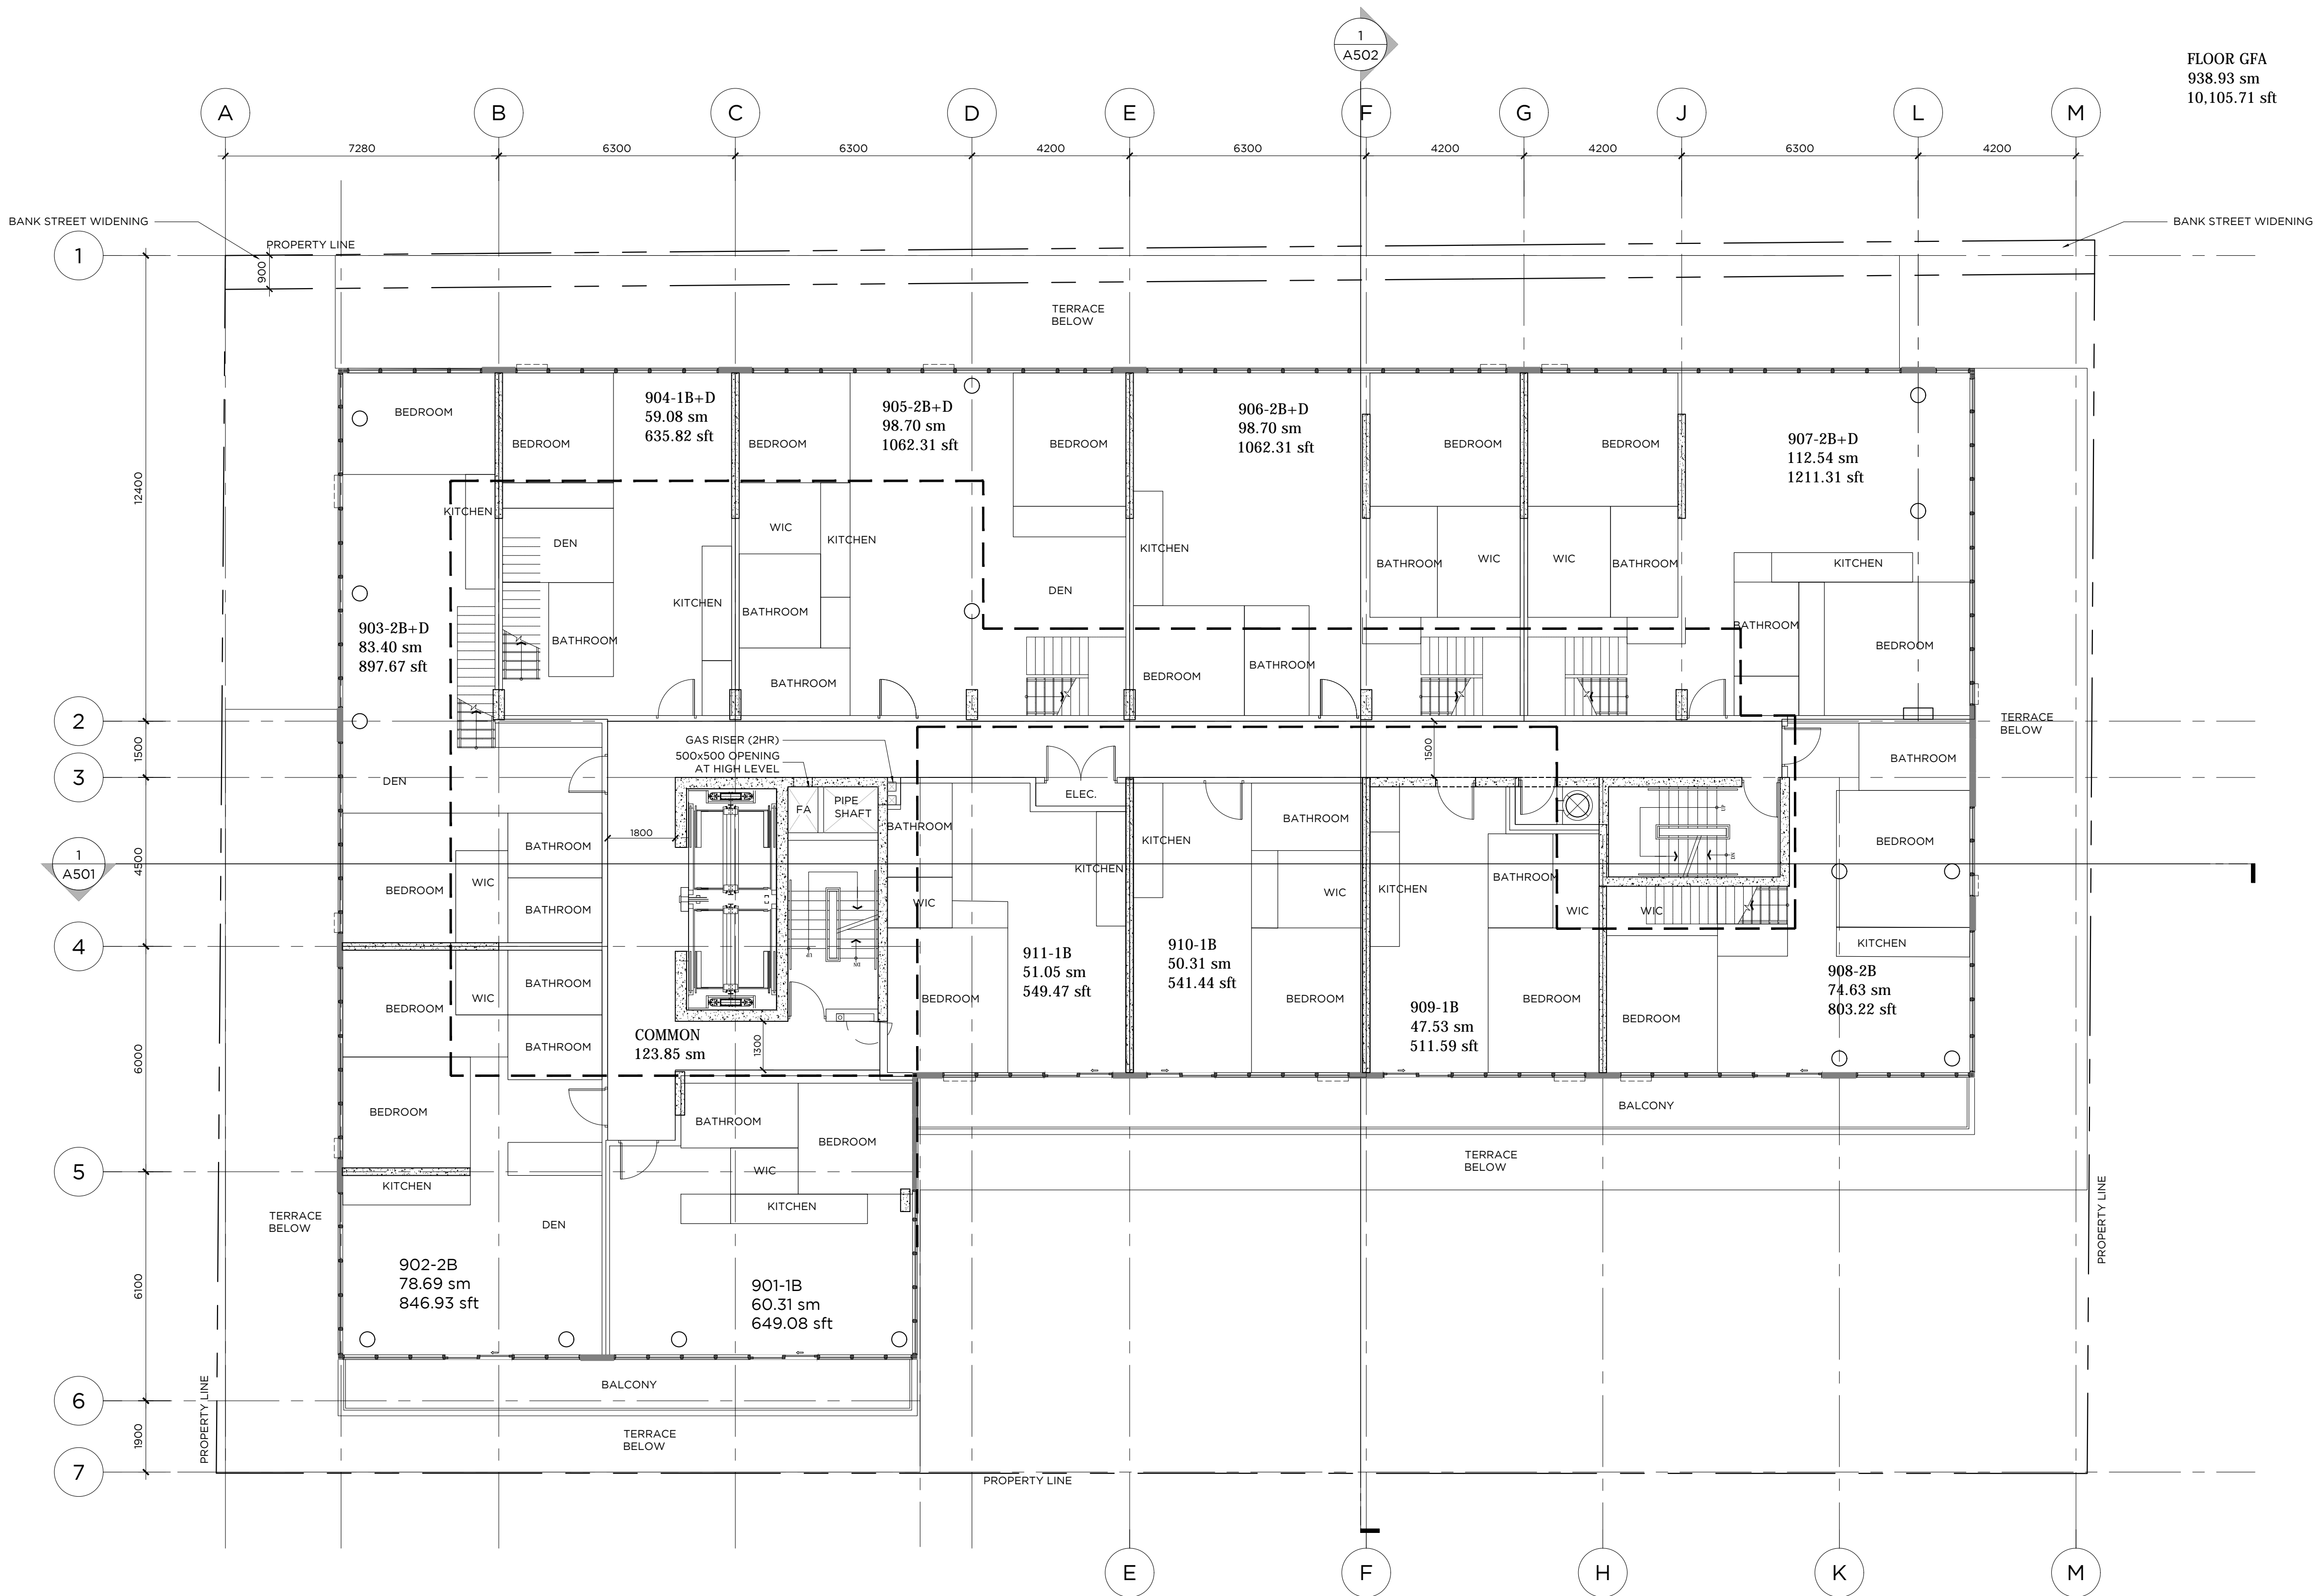 1
A502
FLOOR GFA
938.93 sm
10,105.71 sft
A
B
C
D
E
F
G
J
L
M
7280
6300
6300
4200
6300
4200
4200
6300
4200
BANK STREET WIDENING
BANK STREET WIDENING
1
PROPERTY LINE
900
TERRACE
BELOW
904-1B+D
59.08 sm
635.82 sft
905-2B+D
98.70 sm
1062.31 sft
906-2B+D
98.70 sm
1062.31 sft
907-2B+D
112.54 sm
1211.31 sft
BEDROOM
BEDROOM
BEDROOM
BEDROOM
BEDROOM
BEDROOM
12400
KITCHEN
DEN
WIC
KITCHEN
KITCHEN
BATHROOM
WIC
WIC
BATHROOM
KITCHEN
DEN
KITCHEN
BATHROOM
BATHROOM
BATHROOM
903-2B+D
83.40 sm
897.67 sft
BEDROOM
BATHROOM
BEDROOM
BATHROOM
2
TERRACE
BELOW
1500
GAS RISER (2HR)
500x500 OPENING
AT HIGH LEVEL
1500
BATHROOM
3
DEN
ELEC.
FA
PIPE
SHAFT
UP
DN
1800
BATHROOM
BATHROOM
KITCHEN
KITCHEN
BATHROOM
BEDROOM
1
A501
4500
BEDROOM
WIC
BATHROOM
WIC
WIC
KITCHEN
BATHROOM
WIC
WIC
4
911-1B
51.05 sm
549.47 sft
910-1B
50.31 sm
541.44 sft
KITCHEN
908-2B
74.63 sm
803.22 sft
UP
DN
BEDROOM
WIC
BATHROOM
BEDROOM
BEDROOM
909-1B
47.53 sm
511.59 sft
BEDROOM
BEDROOM
6000
BATHROOM
COMMON
123.85 sm
1300
BEDROOM
BATHROOM
BEDROOM
BALCONY
5
WIC
TERRACE
BELOW
KITCHEN
KITCHEN
TERRACE
BELOW
DEN
PROPERTY LINE
6100
902-2B
78.69 sm
846.93 sft
901-1B
60.31 sm
649.08 sft
6
BALCONY
1900
PROPERTY LINE
TERRACE
BELOW
7
PROPERTY LINE
E
F
H
K
M